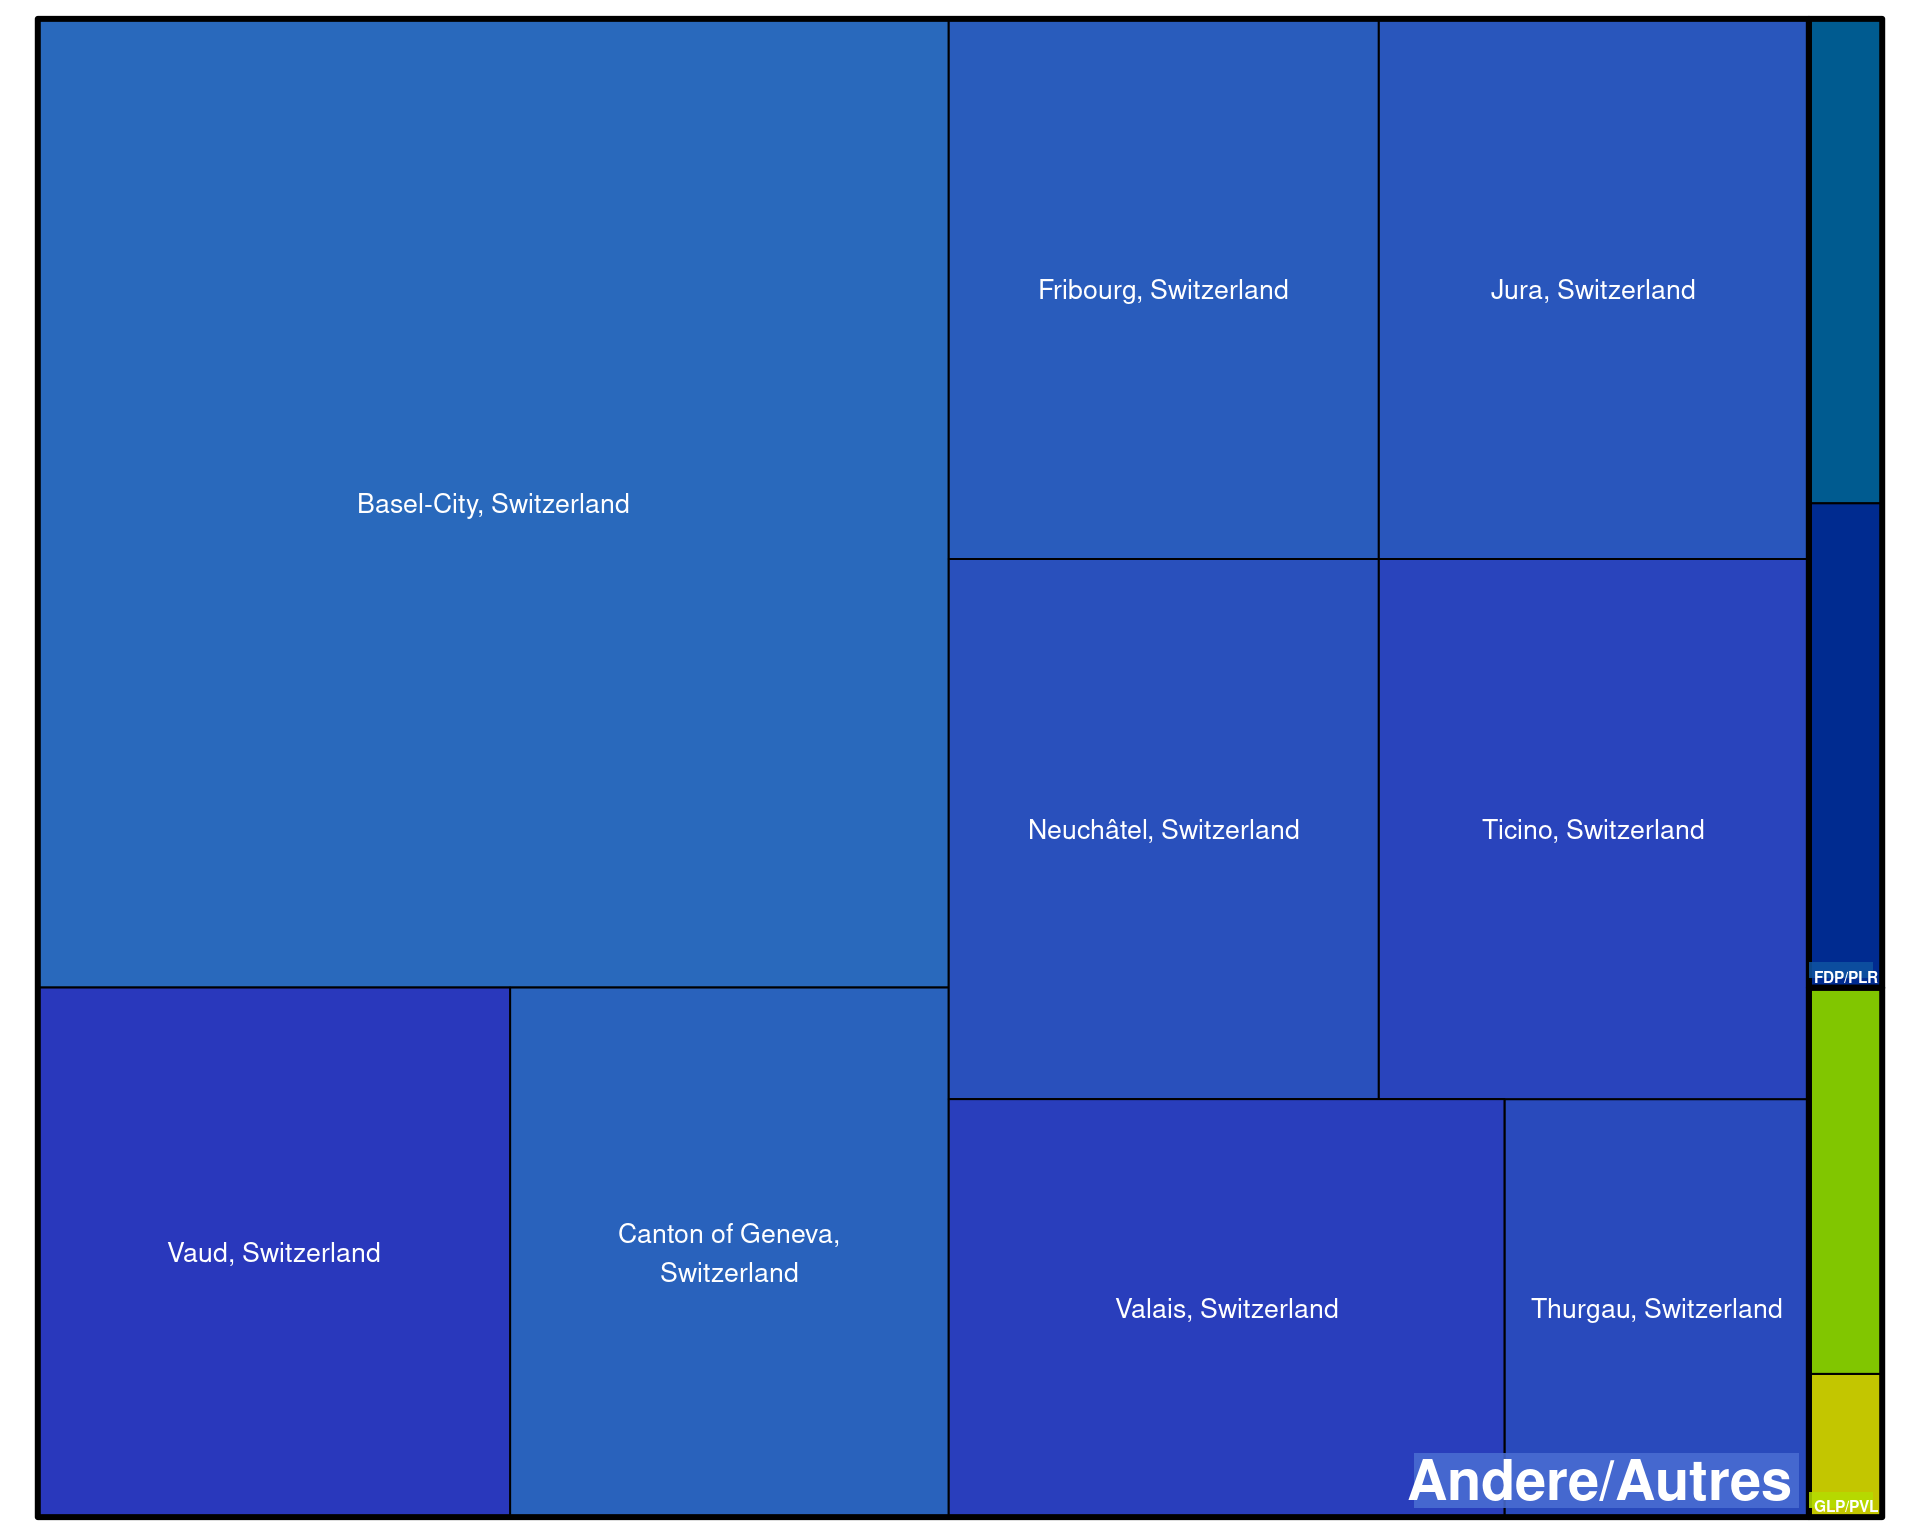 Basel-City, Switzerland
Fribourg, Switzerland
Jura, Switzerland
Neuchâtel, Switzerland
Ticino, Switzerland
Vaud, Switzerland
Canton of Geneva,
Switzerland
Valais, Switzerland
Thurgau, Switzerland
Andere/Autres
FDP/PLR
GLP/PVL